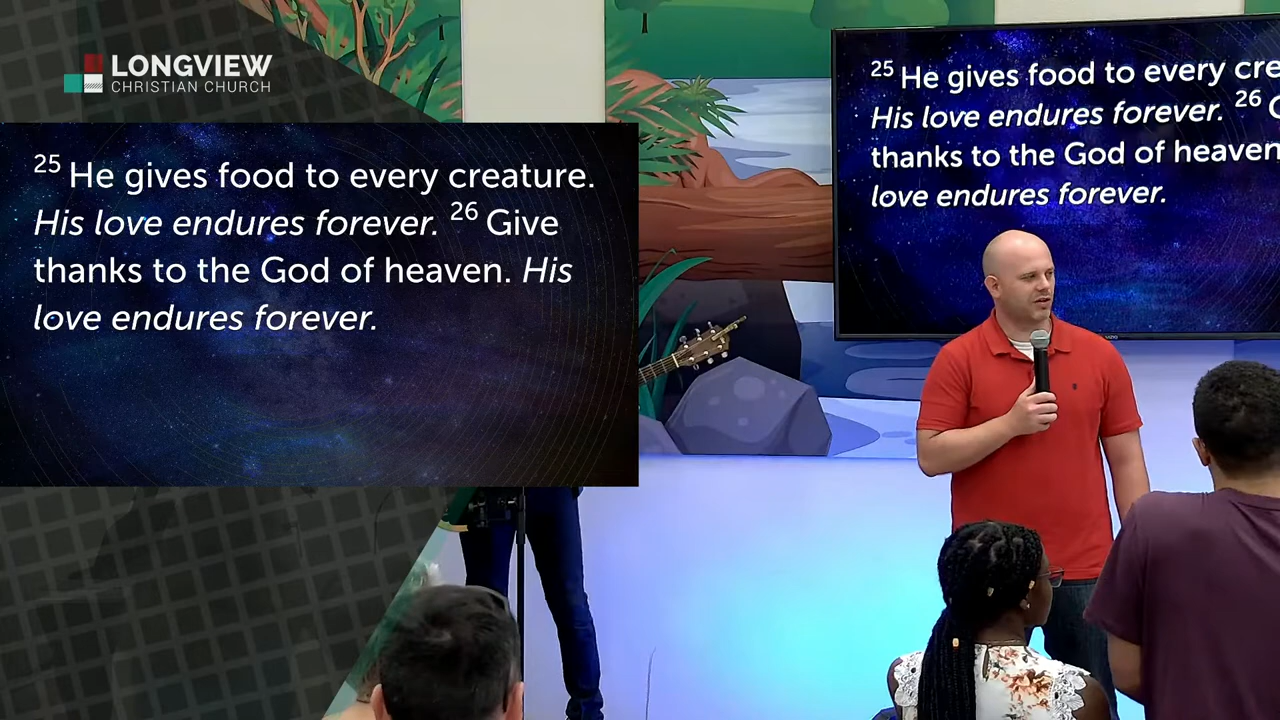 LONGVIEW
CHRISTIAN CHURCH
25 He gives food to every creature.
His love endures forever. 26 Give
thanks to the God of heaven. His
love endures forever.
25 He gives food to every cre
His love endures forever. 26 G
thanks to the God of heaven
love endures forever.
VIZIO